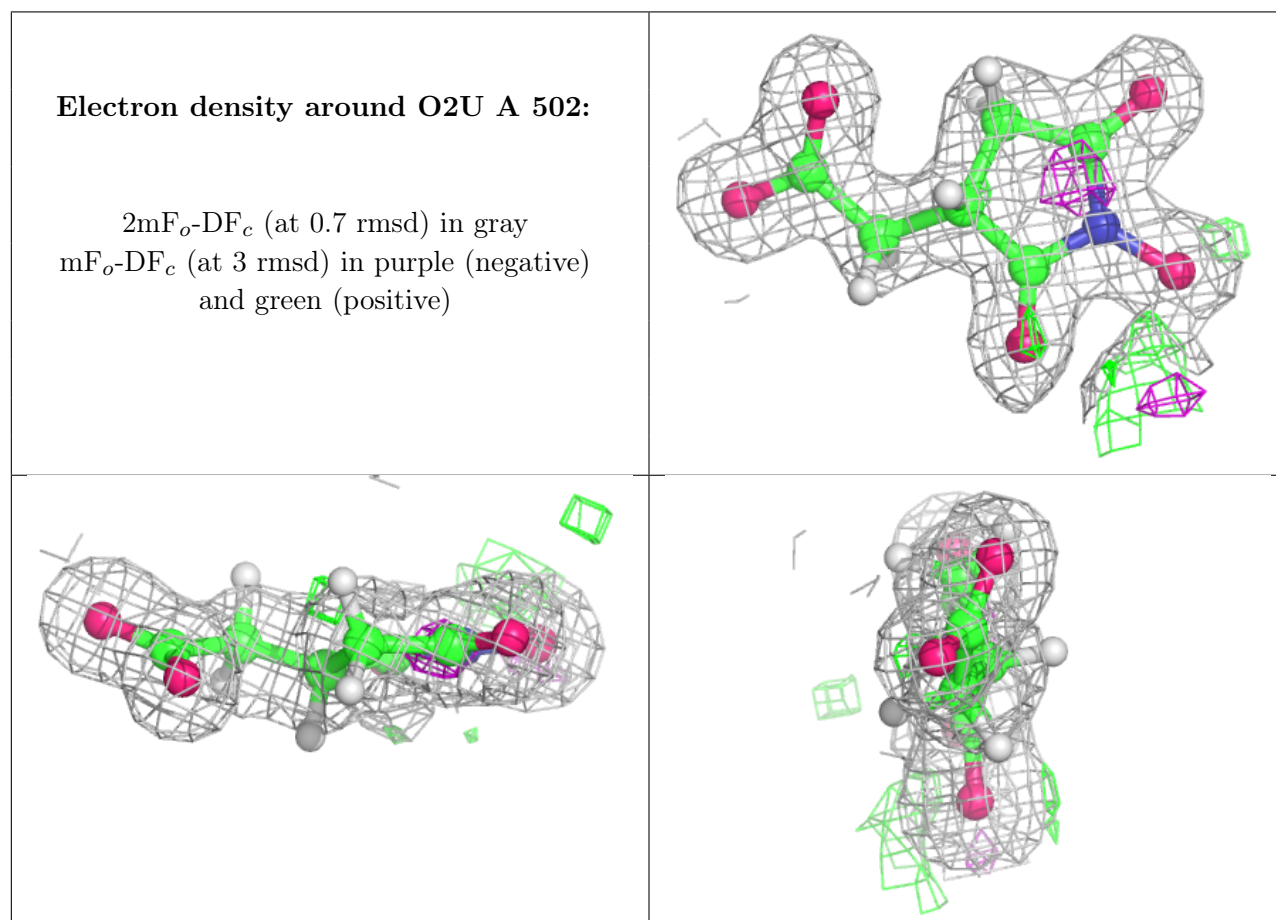 Electron density around O2U A 502:
2mFₒ-DF𝒸 (at 0.7 rmsd) in gray
mFₒ-DF𝒸 (at 3 rmsd) in purple (negative)
and green (positive)